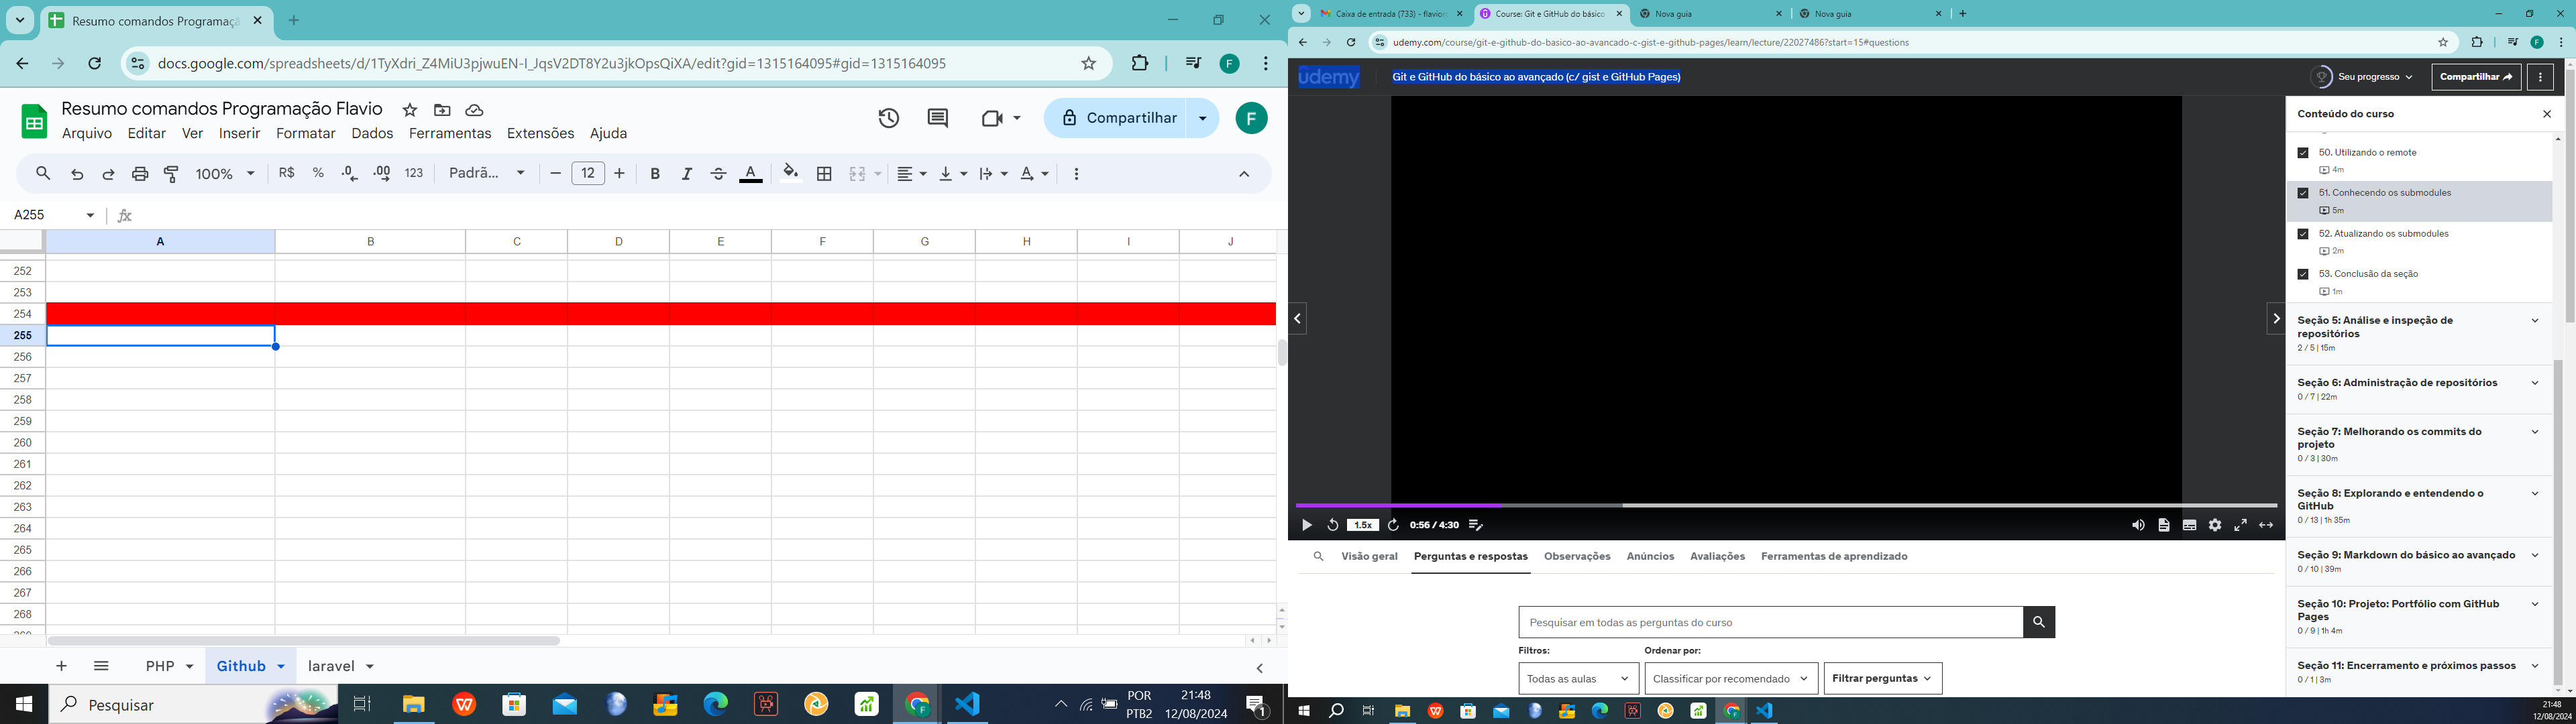 Resumo comandos Programaçã
docs.google.com/spreadsheets/d/1TyXdri_Z4MiU3pjwuEN-I_JqsV2DT8Y2u3jkOpsQiXA/edit?gid=1315164095#gid=1315164095
F
Resumo comandos Programação Flavio
Arquivo Editar Ver Inserir Formatar Dados Ferramentas Extensões Ajuda
Compartilhar
F
100% R$ % .0 .00 123 Padrã... 12 B I A
A255 fx
A B C D E F G H I J
252
253
254
255
256
257
258
259
260
261
262
263
264
265
266
267
268
269
PHP Github laravel
Pesquisar
POR
PTB2
21:48
12/08/2024
1
Caixa de entrada (733) - flavior
Course: Git e GitHub do básico
Nova guia
Nova guia
udemy.com/course/git-e-github-do-basico-ao-avancado-c-gist-e-github-pages/learn/lecture/22027486?start=15#questions
F
ûdemy
Git e GitHub do básico ao avançado (c/ gist e GitHub Pages)
Seu progresso
Compartilhar
1.5x
0:56 / 4:30
Visão geral Perguntas e respostas Observações Anúncios Avaliações Ferramentas de aprendizado
Pesquisar em todas as perguntas do curso
Filtros: Ordenar por:
Todas as aulas Classificar por recomendado Filtrar perguntas
Conteúdo do curso
50. Utilizando o remote
4m
51. Conhecendo os submodules
5m
52. Atualizando os submodules
2m
53. Conclusão da seção
1m
Seção 5: Análise e inspeção de
repositórios
2 / 5 | 15m
Seção 6: Administração de repositórios
0 / 7 | 22m
Seção 7: Melhorando os commits do
projeto
0 / 3 | 30m
Seção 8: Explorando e entendendo o
GitHub
0 / 13 | 1h 35m
Seção 9: Markdown do básico ao avançado
0 / 10 | 39m
Seção 10: Projeto: Portfólio com GitHub
Pages
0 / 9 | 1h 4m
Seção 11: Encerramento e próximos passos
0 / 1 | 3m
21:48
12/08/2024